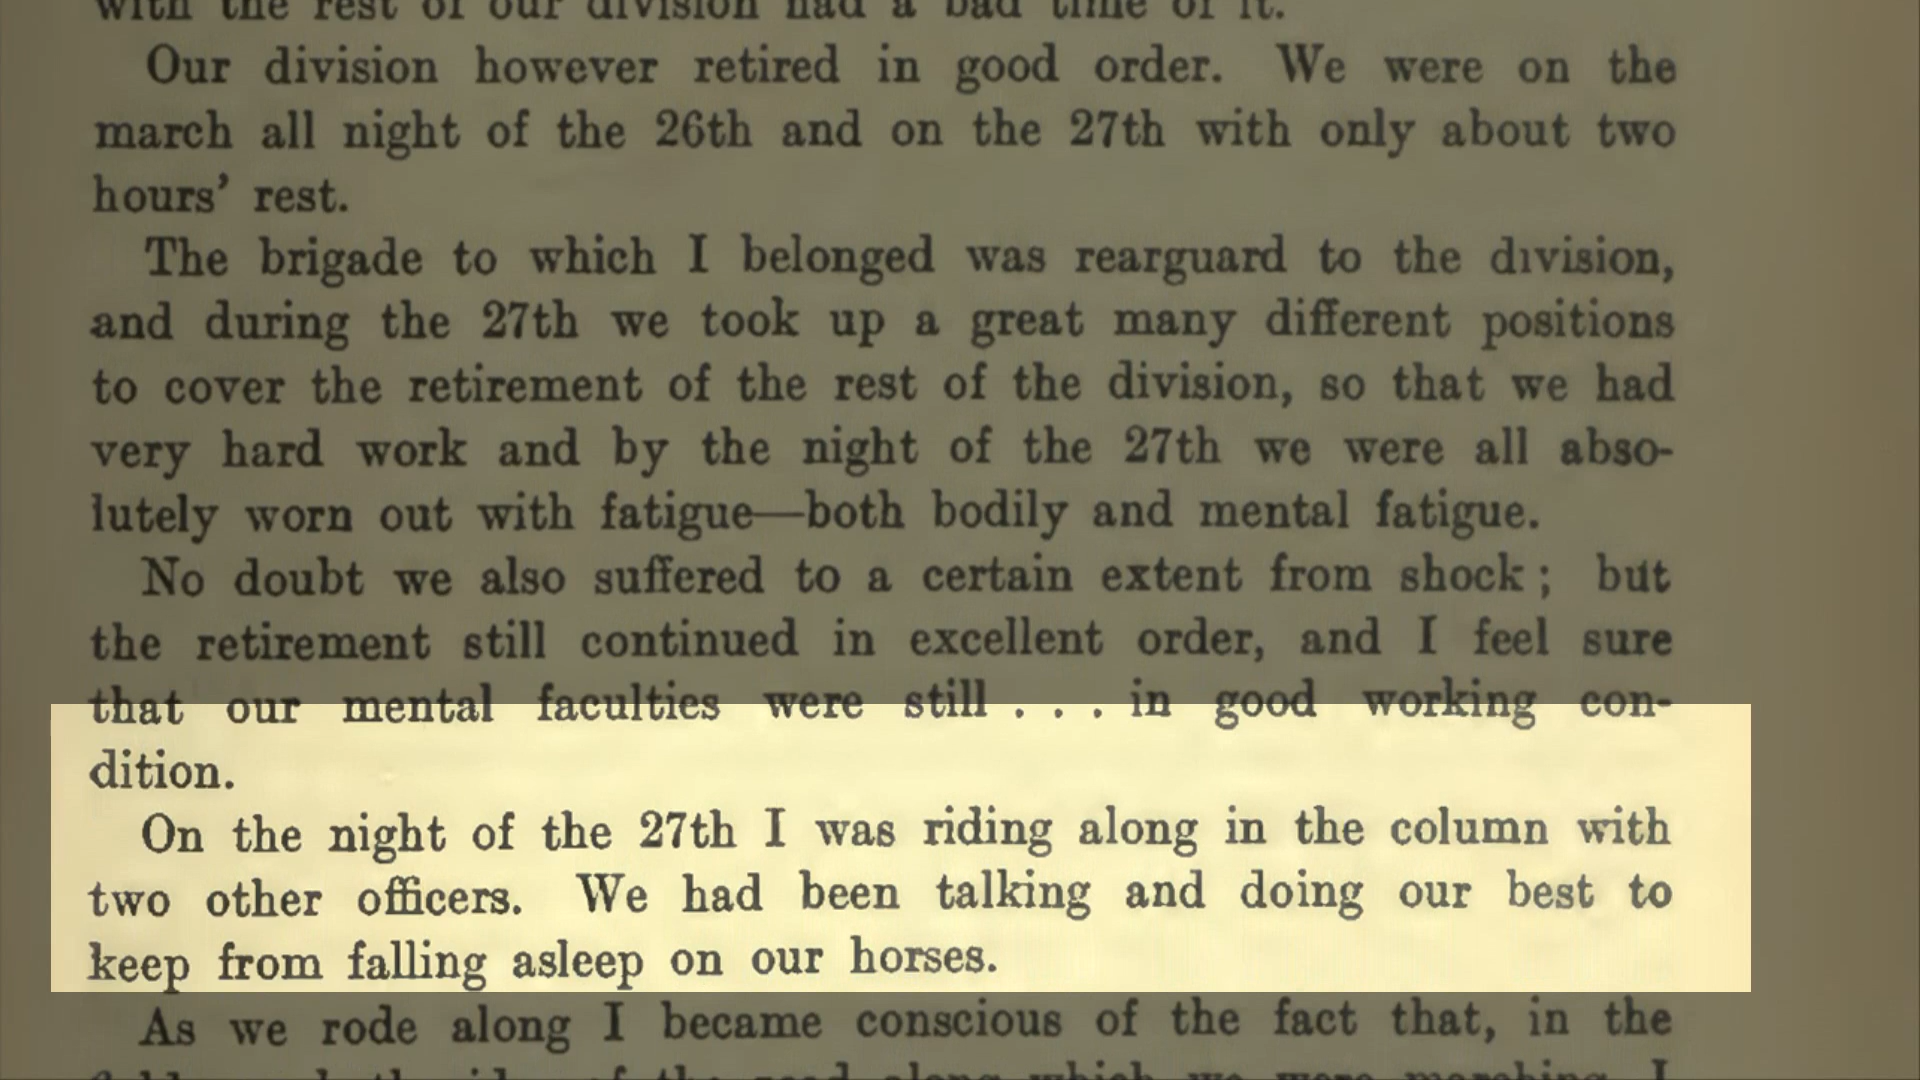 with the rest of our division had a bad time of it.
Our division however retired in good order. We were on the
march all night of the 26th and on the 27th with only about two
hours' rest.
The brigade to which I belonged was rearguard to the division,
and during the 27th we took up a great many different positions
to cover the retirement of the rest of the division, so that we had
very hard work and by the night of the 27th we were all abso-
lutely worn out with fatigue—both bodily and mental fatigue.
No doubt we also suffered to a certain extent from shock; but
the retirement still continued in excellent order, and I feel sure
that our mental faculties were still . . . in good working con-
dition.
On the night of the 27th I was riding along in the column with
two other officers. We had been talking and doing our best to
keep from falling asleep on our horses.
As we rode along I became conscious of the fact that, in the
of the road along which we were marching, I